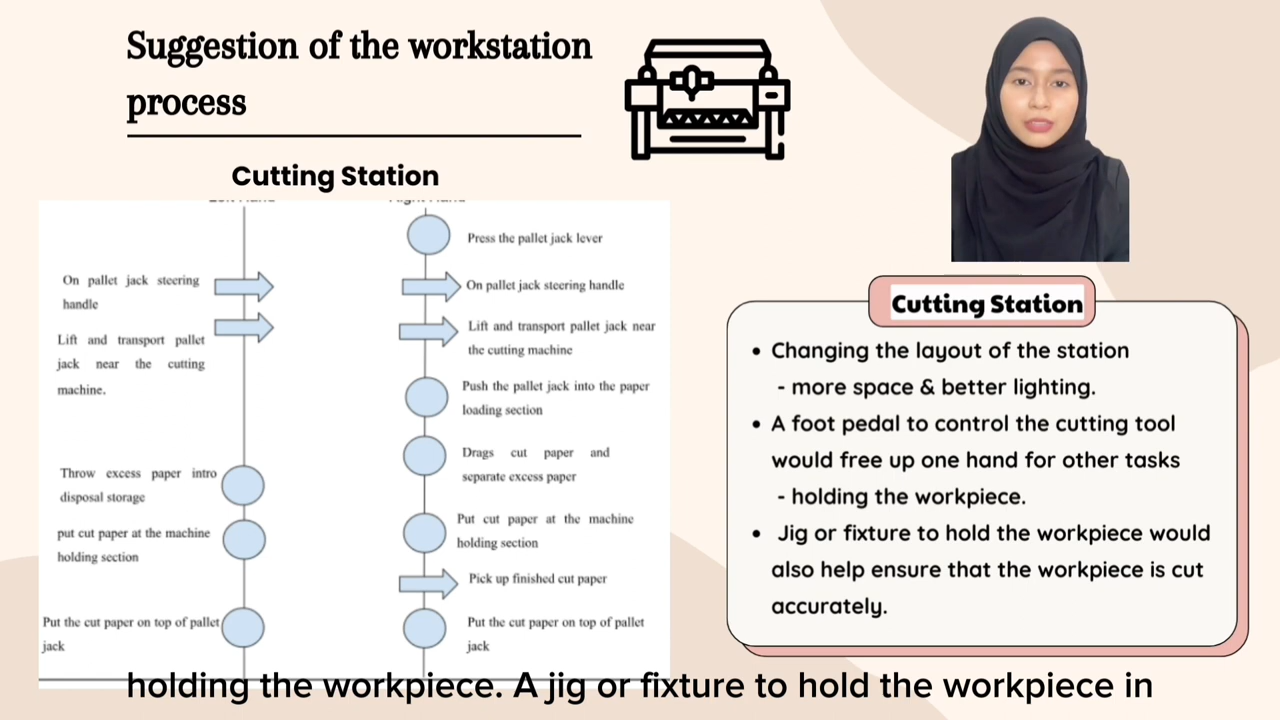 Suggestion of the workstation
process
Cutting Station
Press the pallet jack lever
On pallet jack steering
handle
On pallet jack steering handle
Lift and transport pallet
jack near the cutting
machine.
Lift and transport pallet jack near
the cutting machine
Push the pallet jack into the paper
loading section
Drags cut paper and
separate excess paper
Throw excess paper intro
disposal storage
put cut paper at the machine
holding section
Put cut paper at the machine
holding section
Pick up finished cut paper
Put the cut paper on top of pallet
jack
Put the cut paper on top of pallet
jack
Cutting Station
• Changing the layout of the station
- more space & better lighting.
• A foot pedal to control the cutting tool
would free up one hand for other tasks
- holding the workpiece.
• Jig or fixture to hold the workpiece would
also help ensure that the workpiece is cut
accurately.
holding the workpiece. A jig or fixture to hold the workpiece in